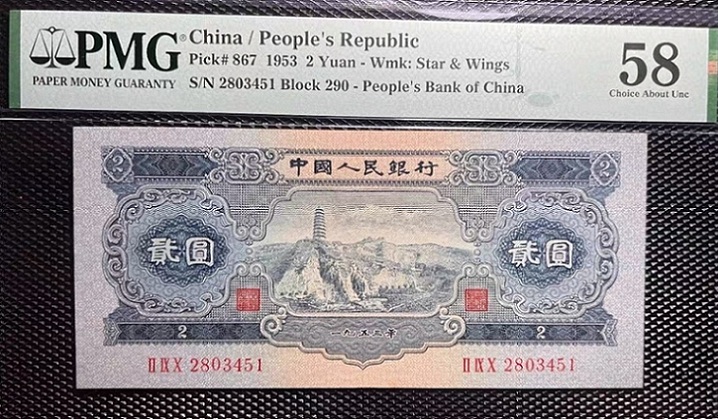 PMG® China / People's Republic
Pick# 867 1953 2 Yuan - Wmk: Star & Wings
PAPER MONEY GUARANTY S/N 2803451 Block 290 - People's Bank of China
58
Choice About Unc
2 中國人民銀行 2
貳圓 貳圓
2 一九五三年 2
II IX X 2803451 II IX X 2803451